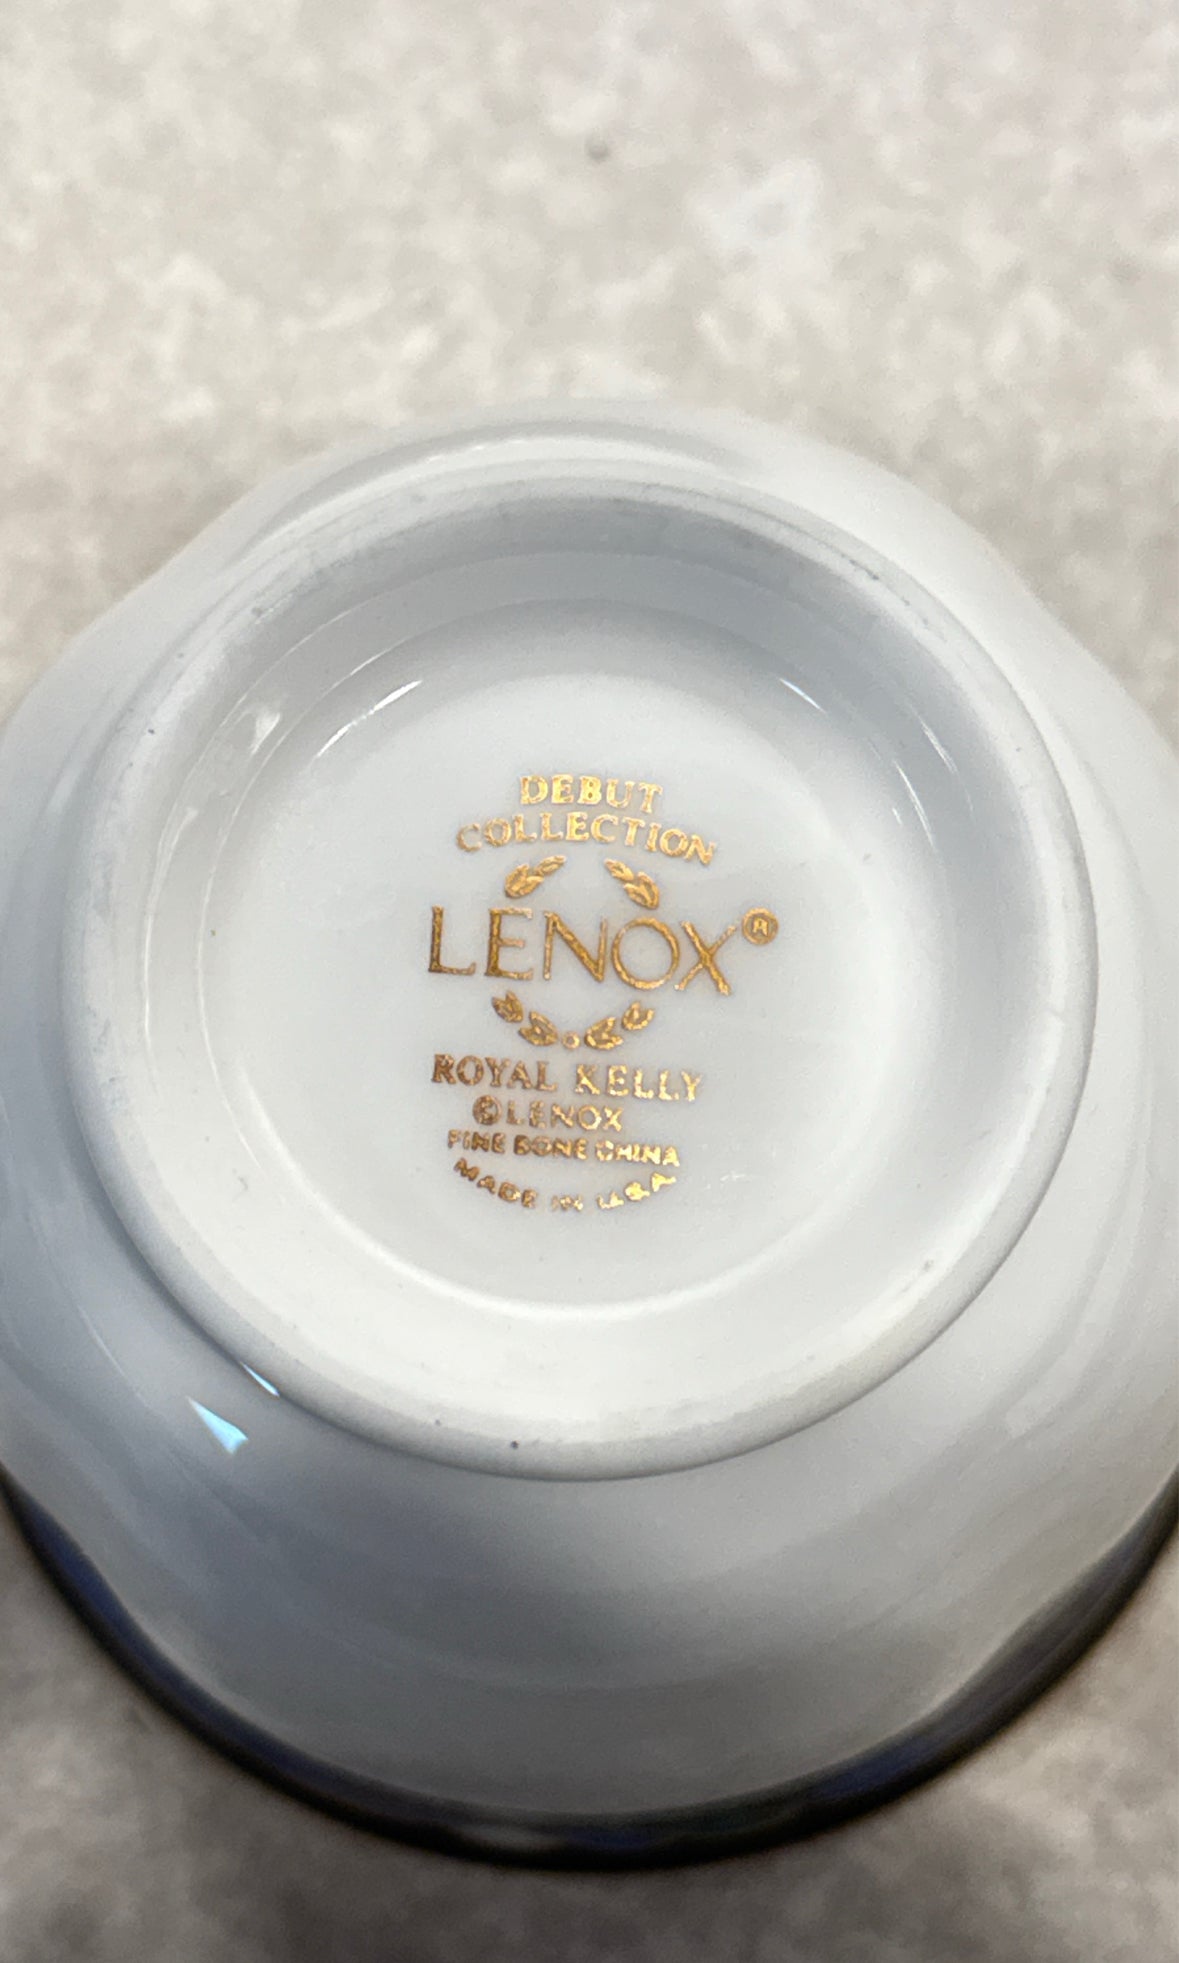 DEBUT
COLLECTION
LENOX®
ROYAL KELLY
©LENOX
FINE BONE CHINA
MADE IN U.S.A.